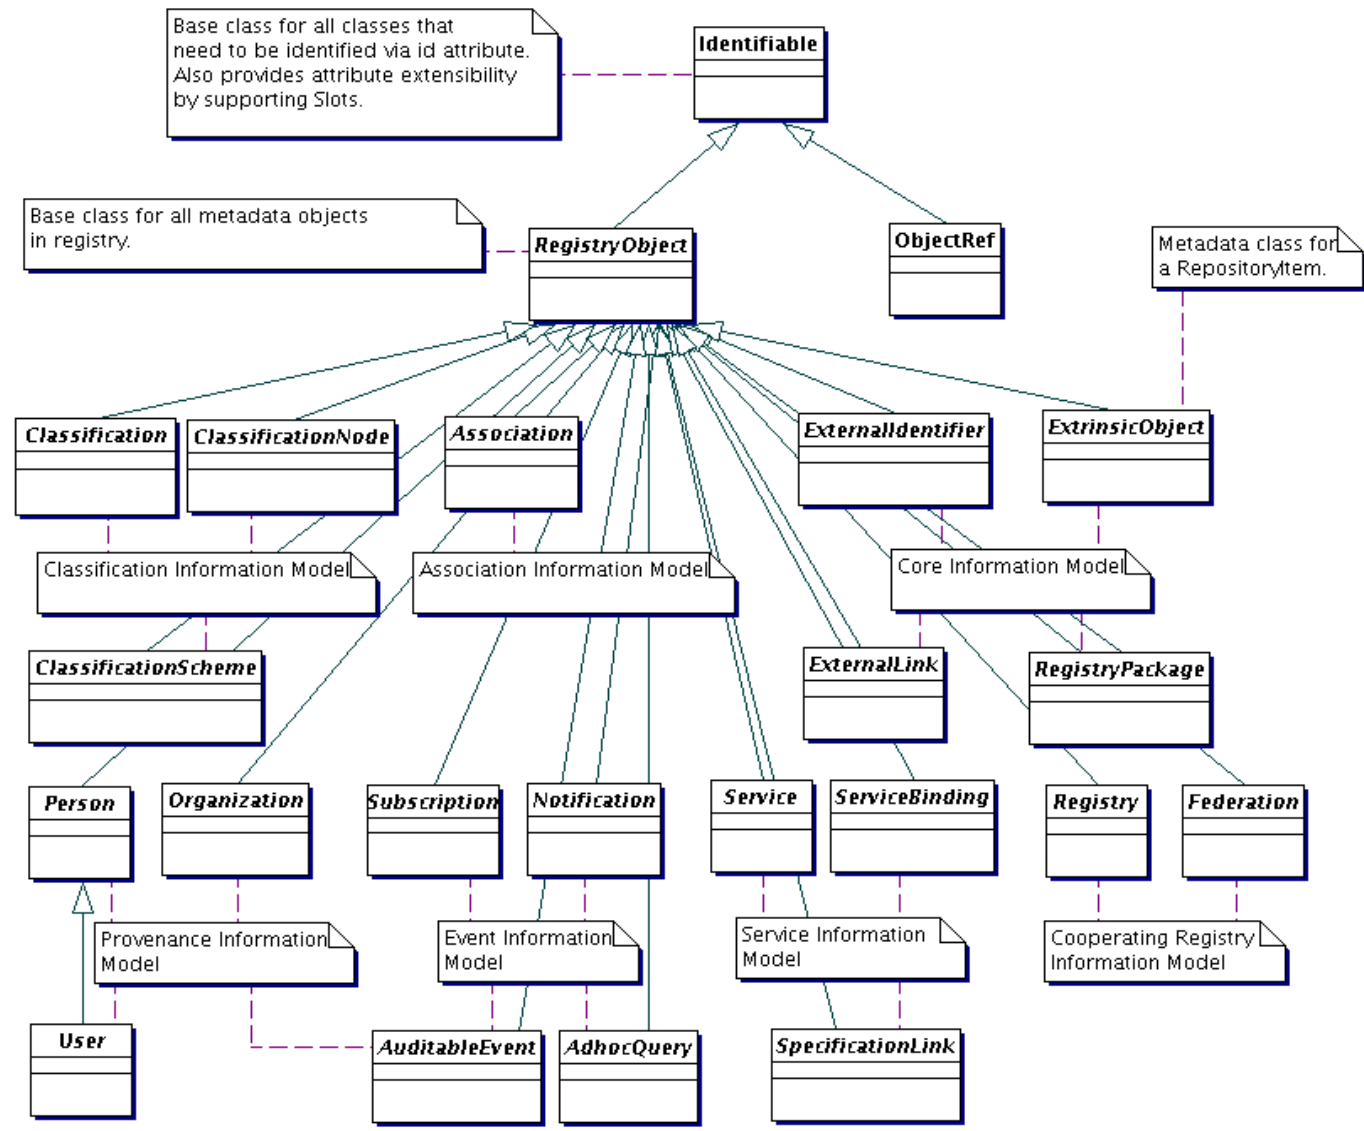 Base class for all classes that
need to be identified via id attribute.
Also provides attribute extensibility
by supporting Slots.
Identifiable
Base class for all metadata objects
in registry.
RegistryObject
ObjectRef
Metadata class for
a RepositoryItem.
Classification
ClassificationNode
Association
ExternalIdentifier
ExtrinsicObject
Classification Information Model
Association Information Model
Core Information Model
ClassificationScheme
ExternalLink
RegistryPackage
Person
Organization
Subscription
Notification
Service
ServiceBinding
Registry
Federation
Provenance Information
Model
Event Information
Model
Service Information
Model
Cooperating Registry
Information Model
User
AuditableEvent
AdhocQuery
SpecificationLink